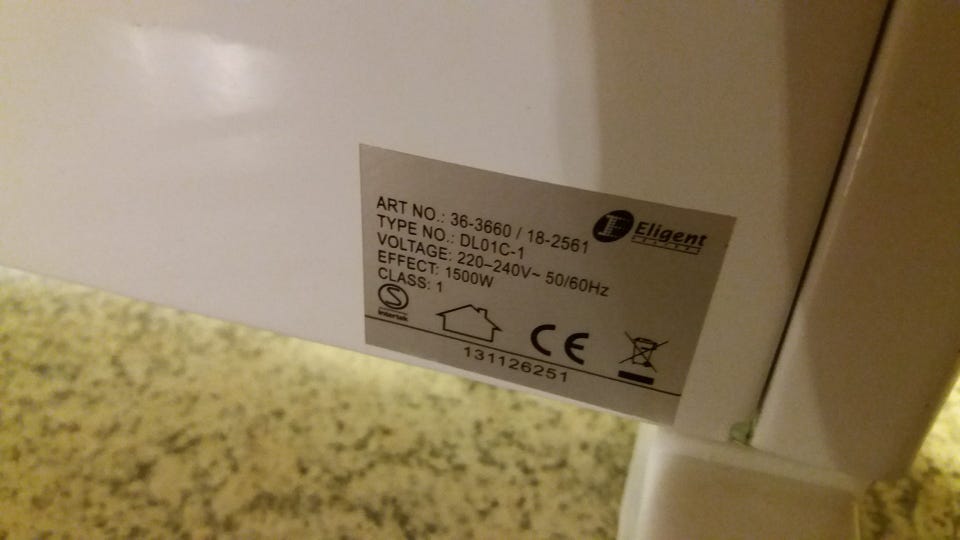 ART NO.: 36-3660 / 18-2561
TYPE NO.: DL01C-1
VOLTAGE: 220–240V~ 50/60Hz
EFFECT: 1500W
CLASS: 1
E Eligent
S
Intertek
CE
131126251